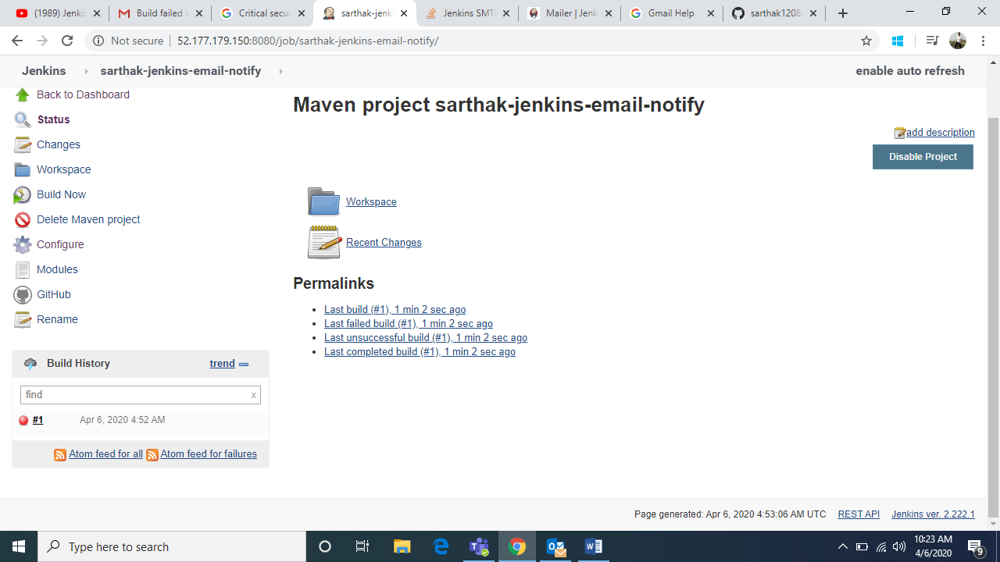 (1989) Jenki
Build failed i
Critical secu
sarthak-jenk
Jenkins SMT
Mailer | Jenk
Gmail Help
sarthak1208
Not secure | 52.177.179.150:8080/job/sarthak-jenkins-email-notify/
Jenkins sarthak-jenkins-email-notify enable auto refresh
Back to Dashboard
Status
Changes
Workspace
Build Now
Delete Maven project
Configure
Modules
GitHub
Rename
Maven project sarthak-jenkins-email-notify
add description
Disable Project
Workspace
Recent Changes
Permalinks
Last build (#1), 1 min 2 sec ago
Last failed build (#1), 1 min 2 sec ago
Last unsuccessful build (#1), 1 min 2 sec ago
Last completed build (#1), 1 min 2 sec ago
Build History trend
find x
#1 Apr 6, 2020 4:52 AM
Atom feed for all Atom feed for failures
Page generated: Apr 6, 2020 4:53:06 AM UTC REST API Jenkins ver. 2.222.1
Type here to search
10:23 AM
4/6/2020
9